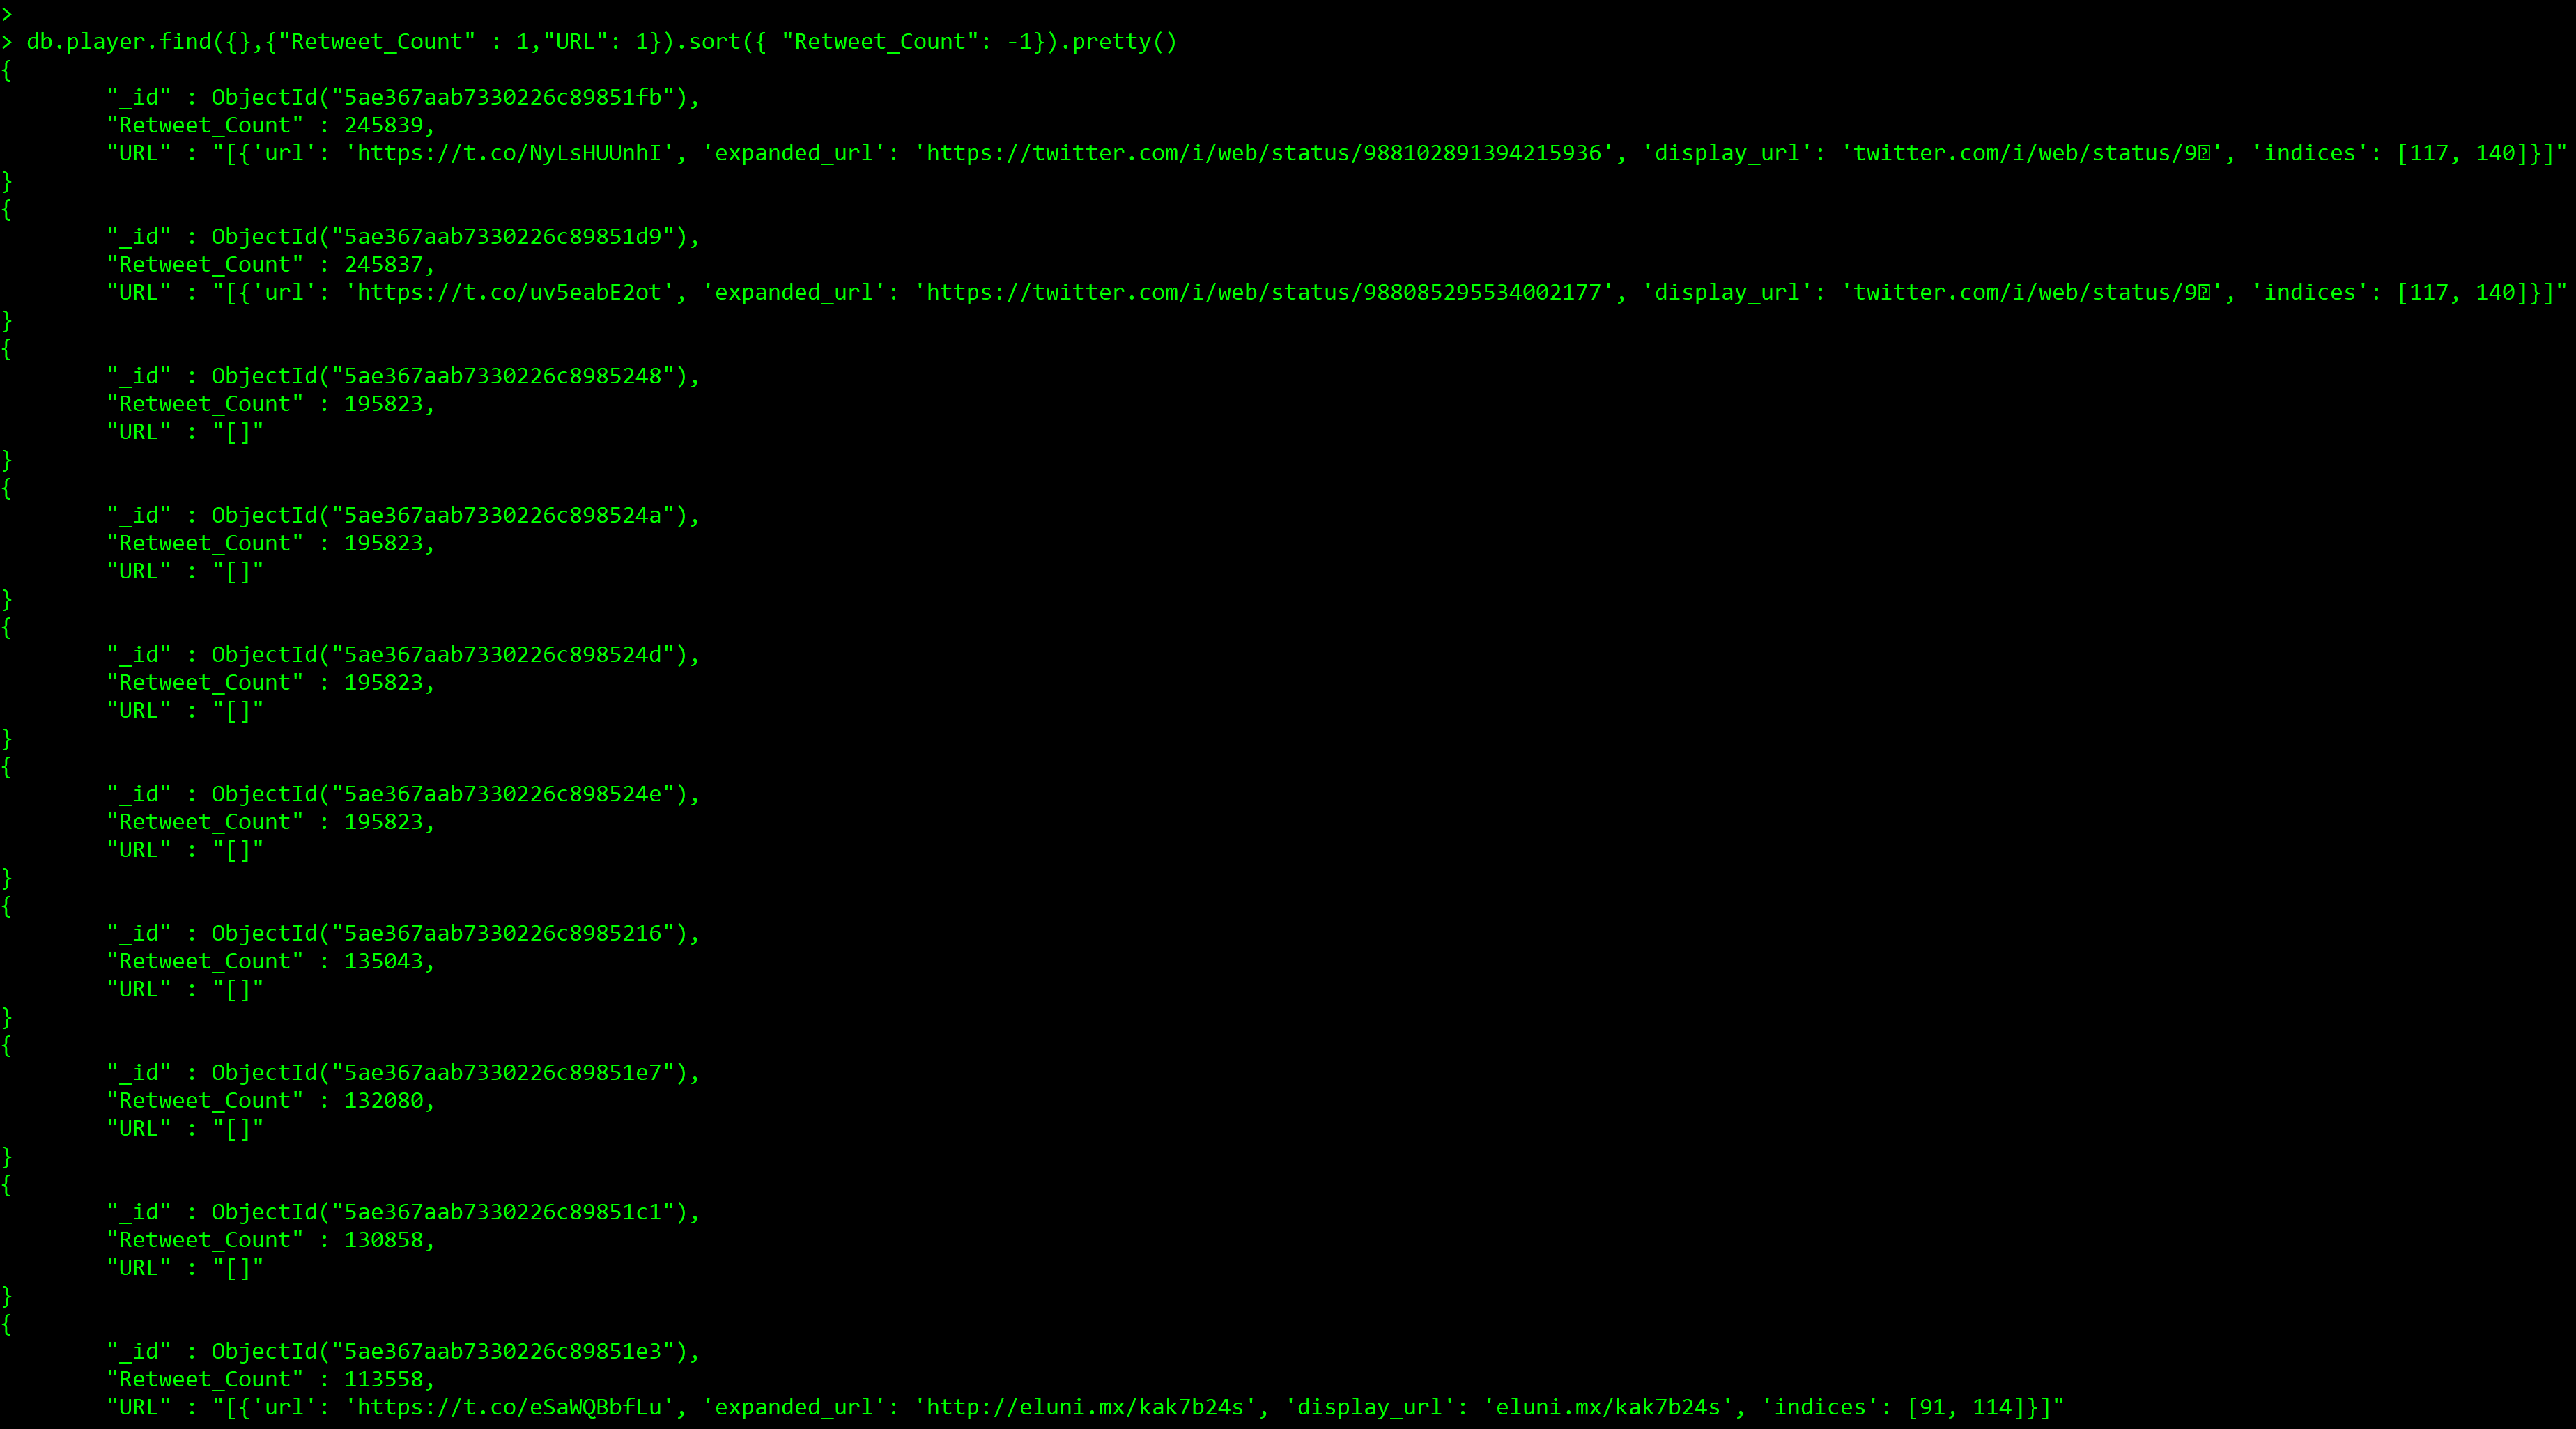 >
> db.player.find({},{"Retweet_Count" : 1,"URL": 1}).sort({ "Retweet_Count": -1}).pretty()
{
"_id" : ObjectId("5ae367aab7330226c89851fb"),
"Retweet_Count" : 245839,
"URL" : "[{'url': 'https://t.co/NyLsHUUnhI', 'expanded_url': 'https://twitter.com/i/web/status/988102891394215936', 'display_url': 'twitter.com/i/web/status/9�', 'indices': [117, 140]}]"
}
{
"_id" : ObjectId("5ae367aab7330226c89851d9"),
"Retweet_Count" : 245837,
"URL" : "[{'url': 'https://t.co/uv5eabE2ot', 'expanded_url': 'https://twitter.com/i/web/status/988085295534002177', 'display_url': 'twitter.com/i/web/status/9�', 'indices': [117, 140]}]"
}
{
"_id" : ObjectId("5ae367aab7330226c8985248"),
"Retweet_Count" : 195823,
"URL" : "[]"
}
{
"_id" : ObjectId("5ae367aab7330226c898524a"),
"Retweet_Count" : 195823,
"URL" : "[]"
}
{
"_id" : ObjectId("5ae367aab7330226c898524d"),
"Retweet_Count" : 195823,
"URL" : "[]"
}
{
"_id" : ObjectId("5ae367aab7330226c898524e"),
"Retweet_Count" : 195823,
"URL" : "[]"
}
{
"_id" : ObjectId("5ae367aab7330226c8985216"),
"Retweet_Count" : 135043,
"URL" : "[]"
}
{
"_id" : ObjectId("5ae367aab7330226c89851e7"),
"Retweet_Count" : 132080,
"URL" : "[]"
}
{
"_id" : ObjectId("5ae367aab7330226c89851c1"),
"Retweet_Count" : 130858,
"URL" : "[]"
}
{
"_id" : ObjectId("5ae367aab7330226c89851e3"),
"Retweet_Count" : 113558,
"URL" : "[{'url': 'https://t.co/eSaWQBbfLu', 'expanded_url': 'http://eluni.mx/kak7b24s', 'display_url': 'eluni.mx/kak7b24s', 'indices': [91, 114]}]"